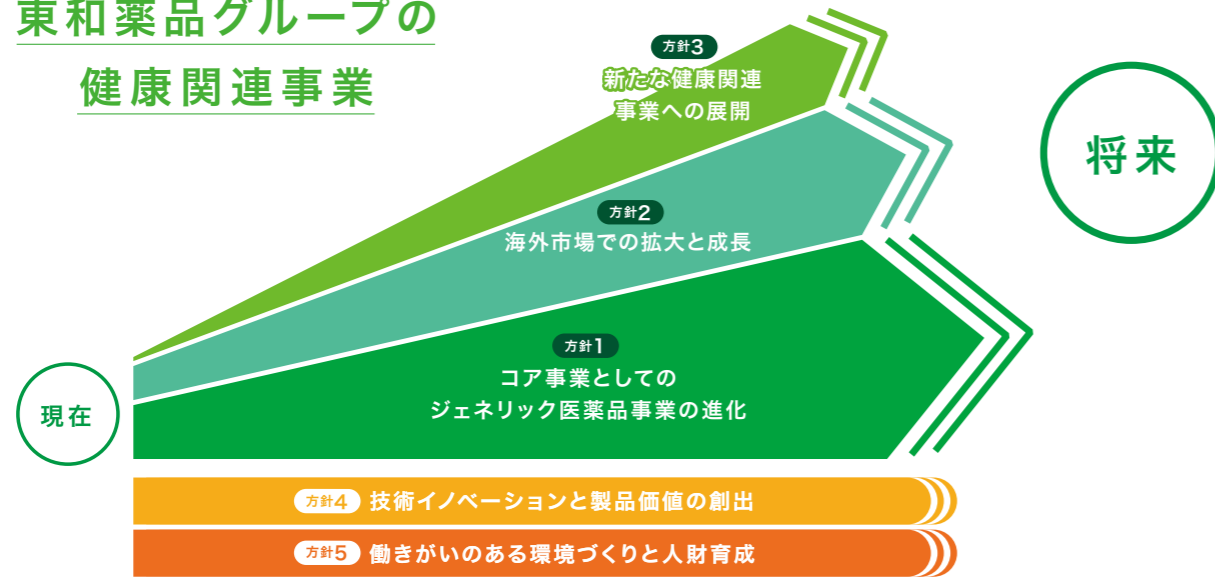 東和薬品グループの
健康関連事業
方針3
新たな健康関連
事業への展開
将来
方針2
海外市場での拡大と成長
方針1
コア事業としての
ジェネリック医薬品事業の進化
現在
方針4 技術イノベーションと製品価値の創出
方針5 働きがいのある環境づくりと人財育成